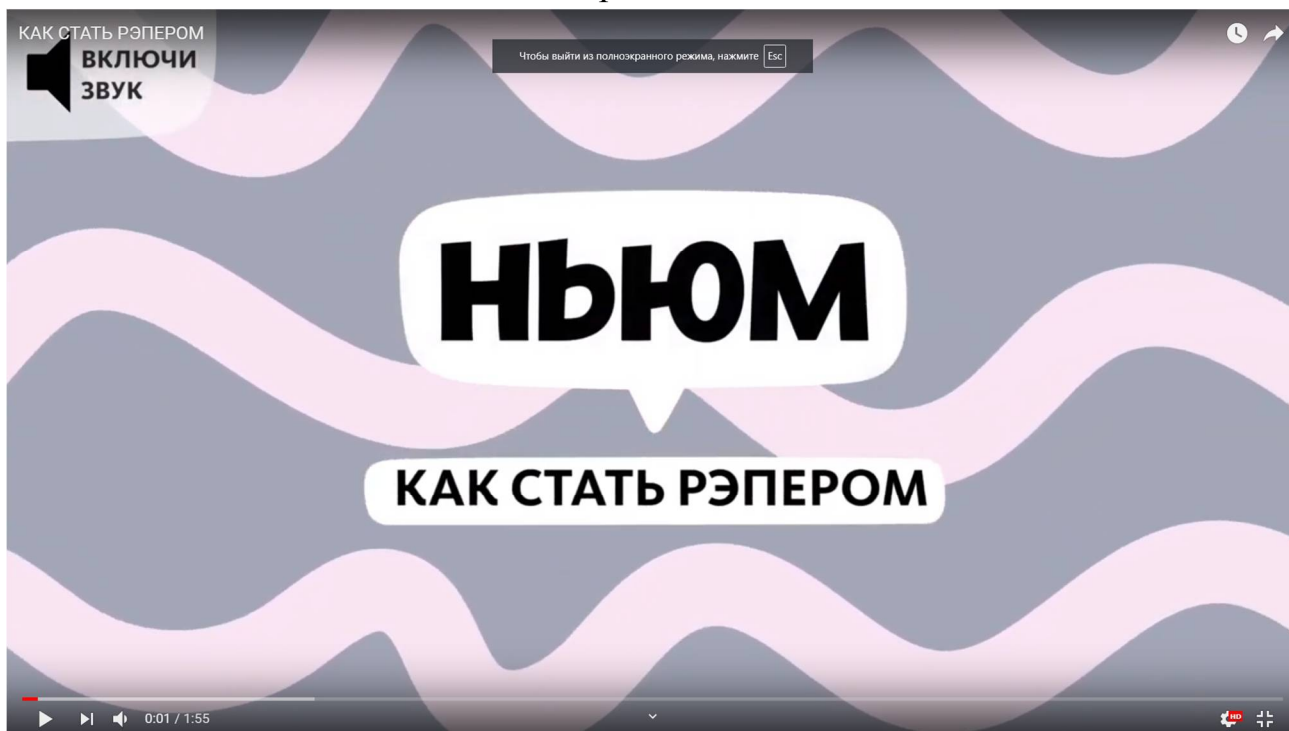 КАК СТАТЬ РЭПЕРОМ
ВКЛЮЧИ
ЗВУК
Чтобы выйти из полноэкранного режима, нажмите Esc
НЬЮМ
КАК СТАТЬ РЭПЕРОМ
0:01 / 1:55
HD